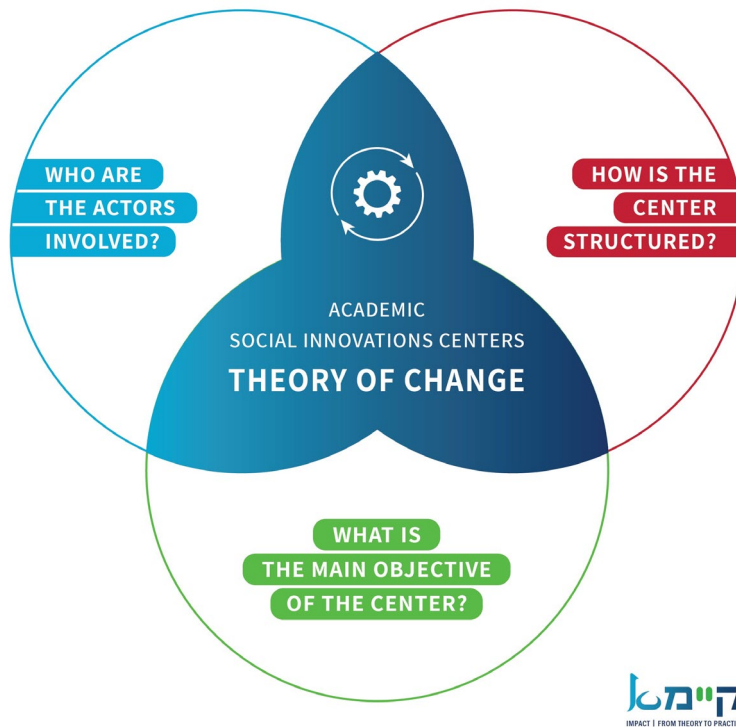 WHO ARE
THE ACTORS
INVOLVED?
HOW IS THE
CENTER
STRUCTURED?
ACADEMIC
SOCIAL INNOVATIONS CENTERS
THEORY OF CHANGE
WHAT IS
THE MAIN OBJECTIVE
OF THE CENTER?
IMPACT | FROM THEORY TO